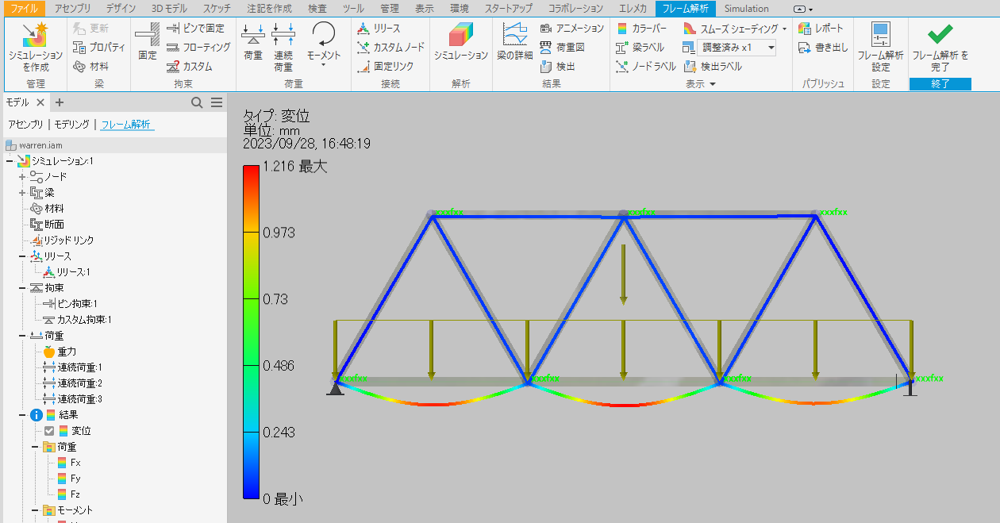 ファイル アセンブリ デザイン 3D モデル スケッチ 注記を作成 検査 ツール 管理 表示 環境 スタートアップ コラボレーション エレメカ フレーム解析 Simulation
シミュレーション
を作成
管理
更新
プロパティ
材料
梁
固定
ピンで固定
フローティング
カスタム
拘束
荷重
連続
荷重
モーメント
荷重
リリース
カスタム ノード
固定リンク
接続
シミュレーション
解析
梁の詳細
アニメーション
荷重図
検出
結果
カラーバー
梁ラベル
ノードラベル
スムーズ シェーディング
調整済み x1
検出ラベル
表示
レポート
書き出し
パブリッシュ
フレーム解析
設定
設定
フレーム解析 を
完了
終了
モデル
アセンブリ モデリング フレーム解析
warren.iam
シミュレーション:1
ノード
梁
材料
断面
リジッド リンク
リリース
リリース:1
拘束
ピン拘束:1
カスタム拘束:1
荷重
重力
連続荷重:1
連続荷重:2
連続荷重:3
結果
変位
荷重
Fx
Fy
Fz
モーメント
タイプ: 変位
単位: mm
2023/09/28, 16:48:19
1.216 最大
0.973
0.73
0.486
0.243
0 最小
xxxfxx
xxxfxx
xxxfxx
xxxfxx
xxxfxx
xxxfxx
xxxfxx